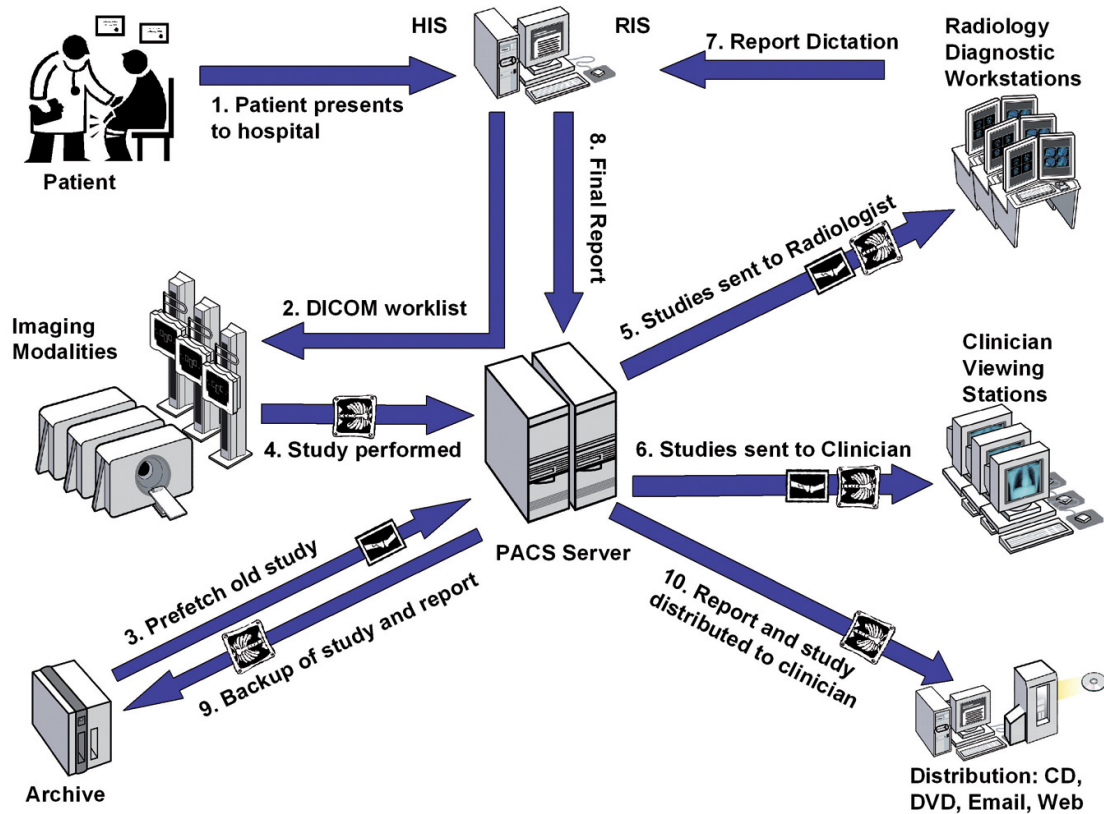 HIS
RIS
7. Report Dictation
Radiology
Diagnostic
Workstations
1. Patient presents
to hospital
Patient
8. Final Report
5. Studies sent to Radiologist
2. DICOM worklist
Imaging
Modalities
4. Study performed
Clinician
Viewing
Stations
6. Studies sent to Clinician
PACS Server
3. Prefetch old study
9. Backup of study and report
10. Report and study
distributed to clinician
Archive
Distribution: CD,
DVD, Email, Web